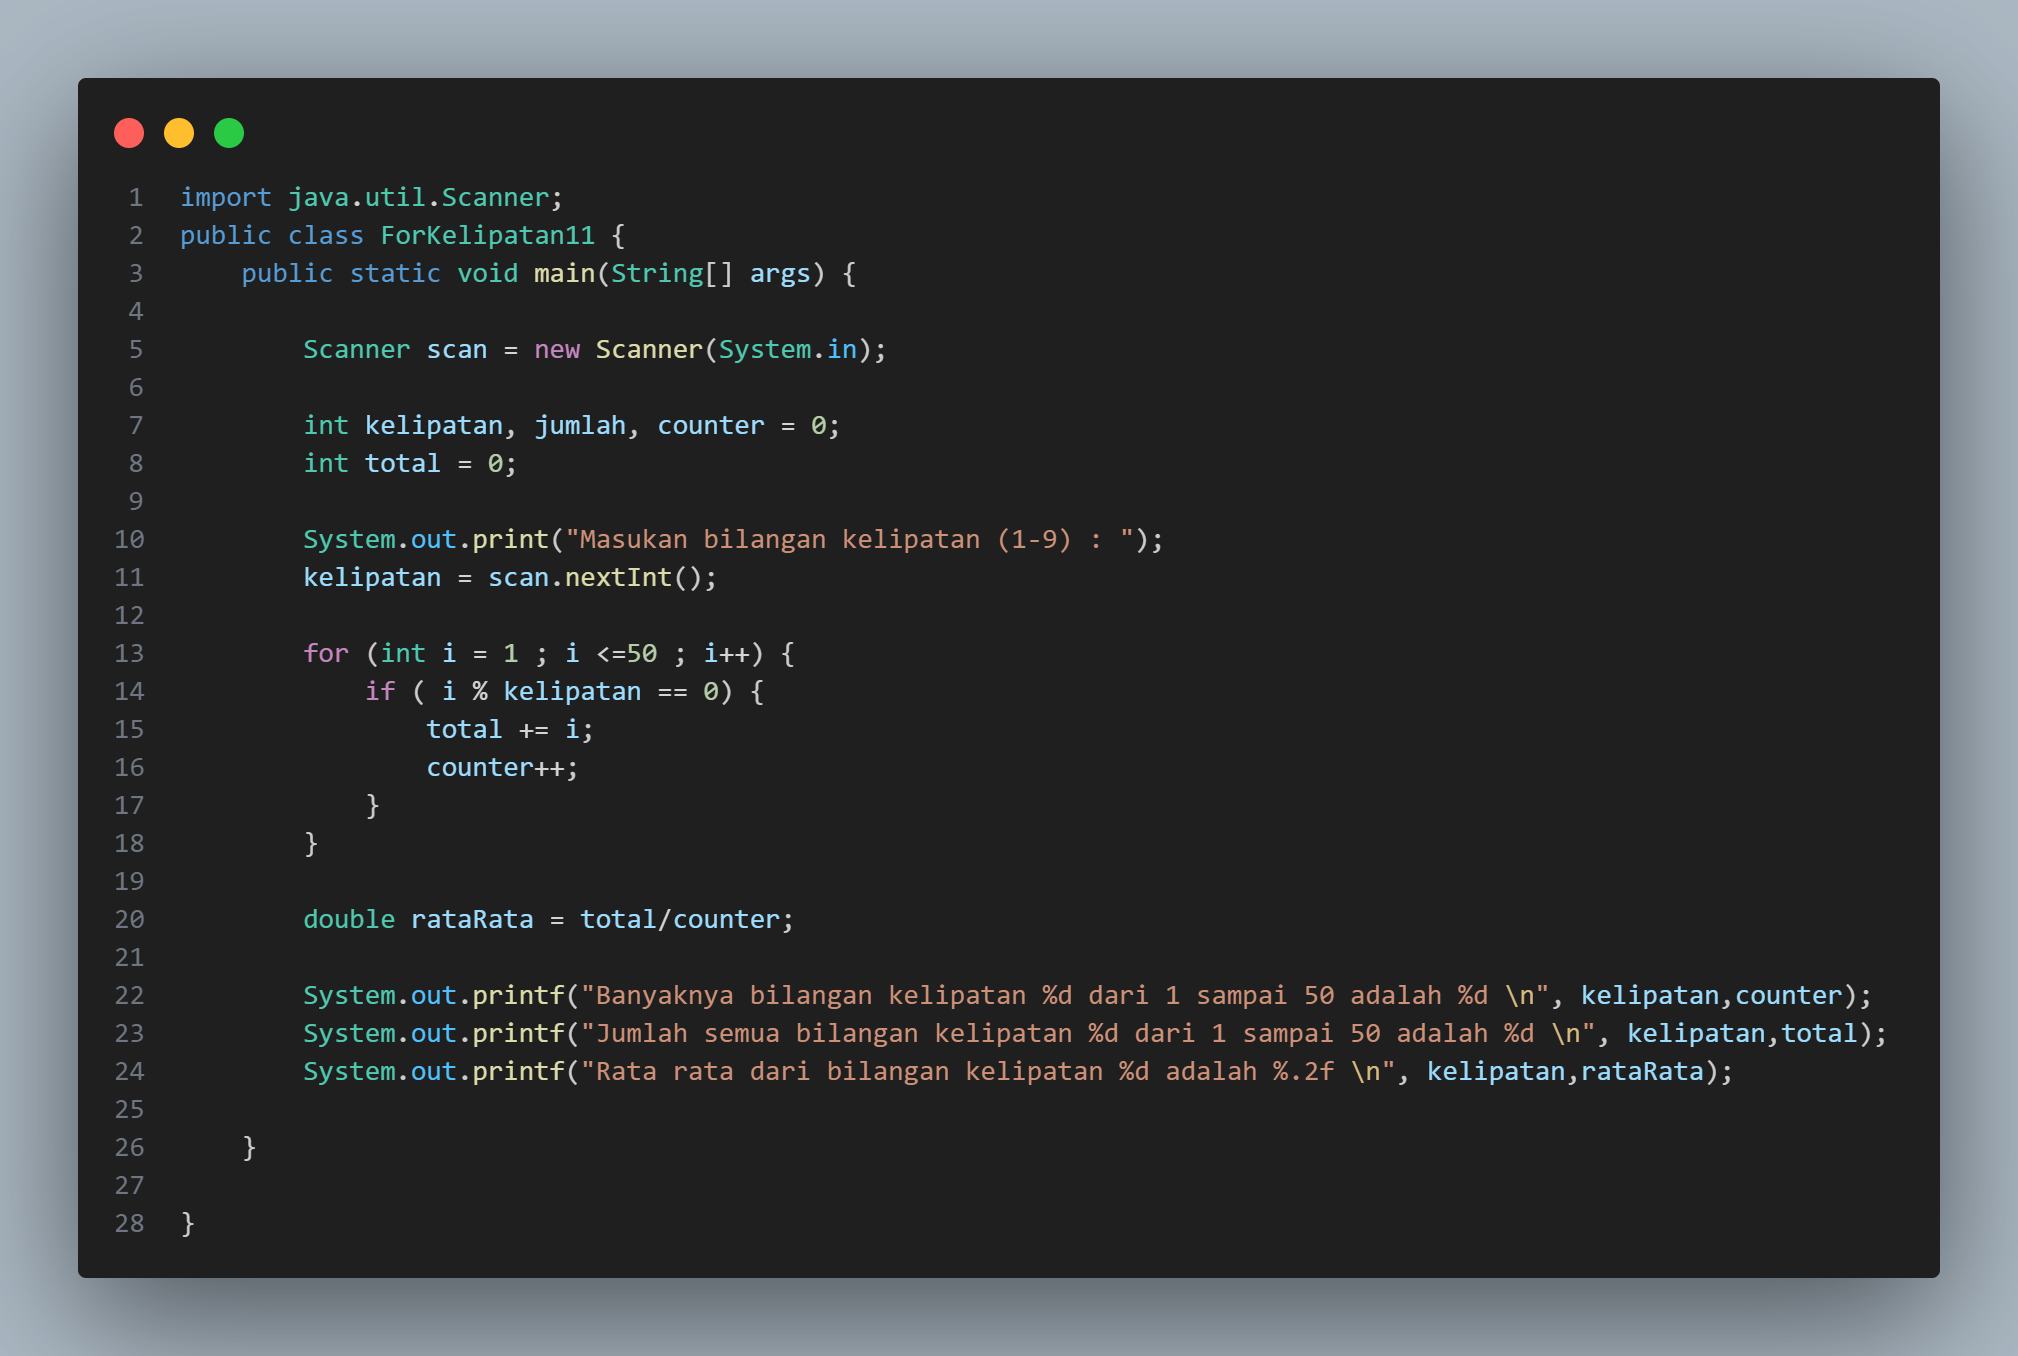 1 import java.util.Scanner;
2 public class ForKelipatan11 {
3     public static void main(String[] args) {
4
5         Scanner scan = new Scanner(System.in);
6
7         int kelipatan, jumlah, counter = 0;
8         int total = 0;
9
10         System.out.print("Masukan bilangan kelipatan (1-9) : ");
11         kelipatan = scan.nextInt();
12
13         for (int i = 1 ; i <=50 ; i++) {
14             if ( i % kelipatan == 0) {
15                 total += i;
16                 counter++;
17             }
18         }
19
20         double rataRata = total/counter;
21
22         System.out.printf("Banyaknya bilangan kelipatan %d dari 1 sampai 50 adalah %d \n", kelipatan,counter);
23         System.out.printf("Jumlah semua bilangan kelipatan %d dari 1 sampai 50 adalah %d \n", kelipatan,total);
24         System.out.printf("Rata rata dari bilangan kelipatan %d adalah %.2f \n", kelipatan,rataRata);
25
26     }
27
28 }